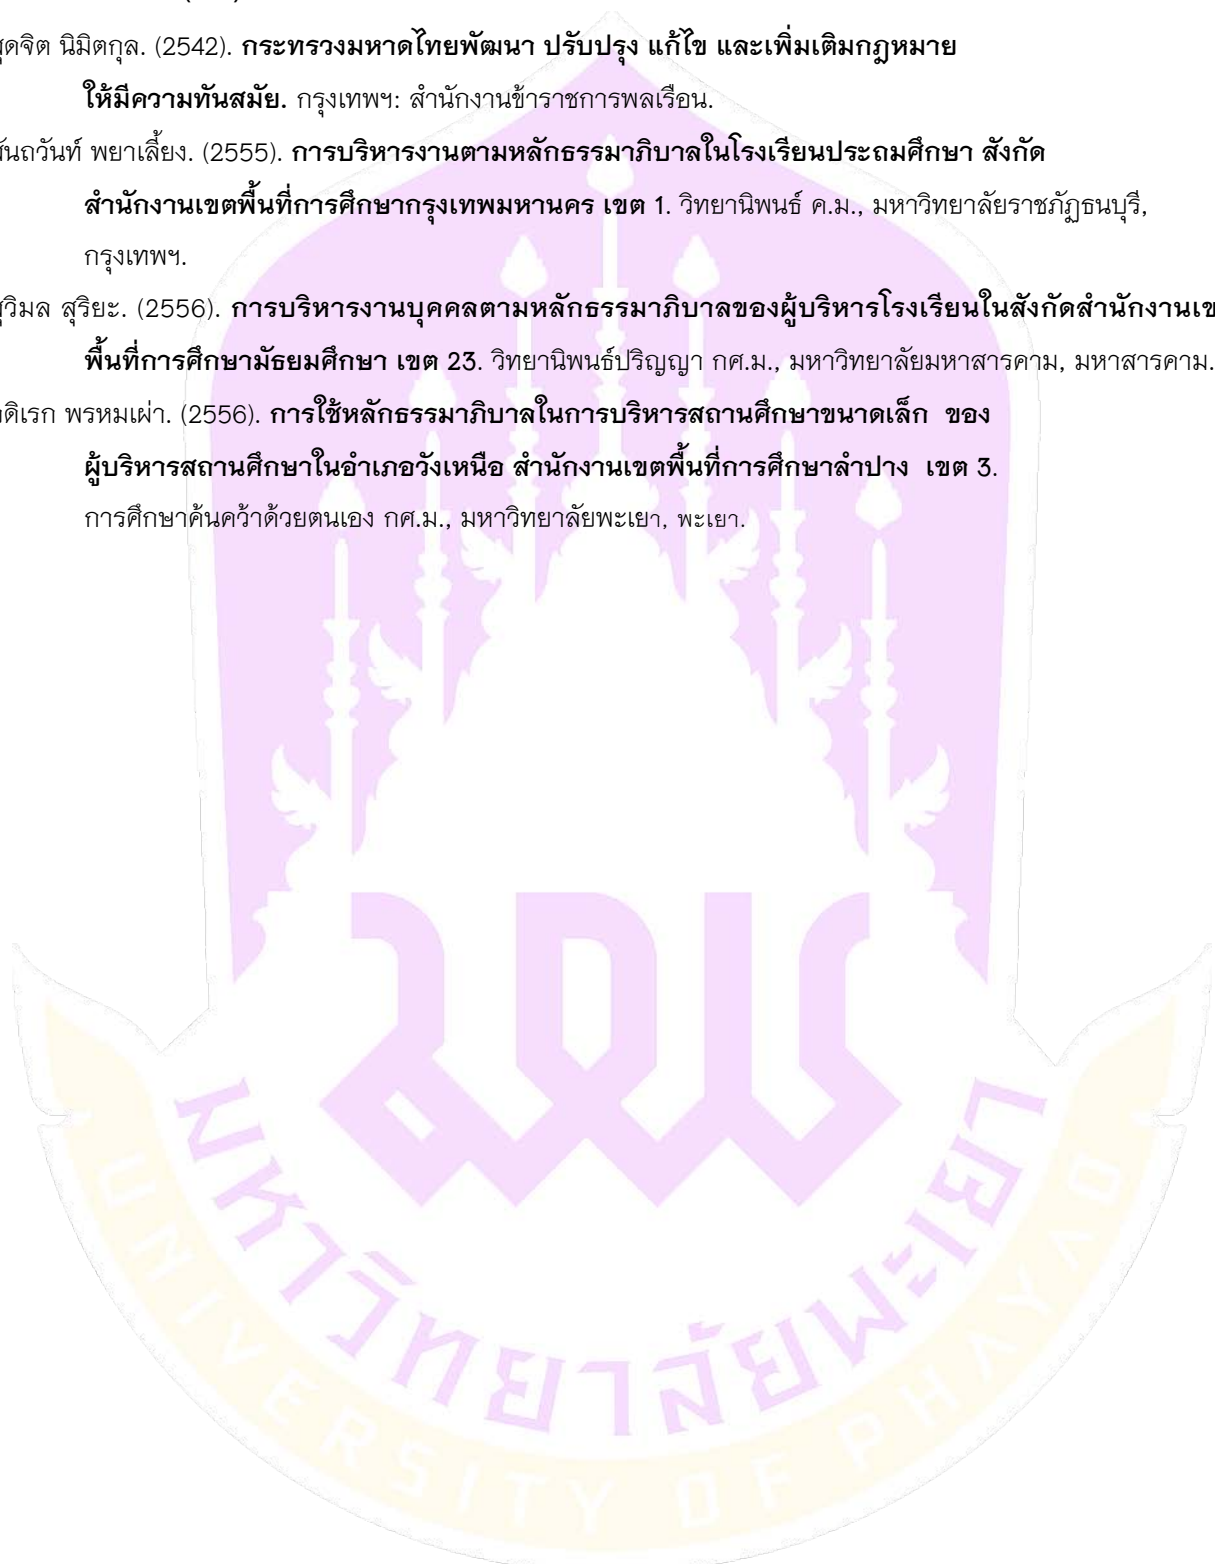 สุดจิต นิมิตกุล. (2542). กระทรวงมหาดไทยพัฒนา ปรับปรุง แก้ไข และเพิ่มเติมกฎหมาย
ให้มีความทันสมัย. กรุงเทพฯ: สำนักงานข้าราชการพลเรือน.
สันถวันท์ พยาเลี้ยง. (2555). การบริหารงานตามหลักธรรมาภิบาลในโรงเรียนประถมศึกษา สังกัด
สำนักงานเขตพื้นที่การศึกษากรุงเทพมหานคร เขต 1. วิทยานิพนธ์ ค.ม., มหาวิทยาลัยราชภัฏธนบุรี,
กรุงเทพฯ.
สุวิมล สุริยะ. (2556). การบริหารงานบุคคลตามหลักธรรมาภิบาลของผู้บริหารโรงเรียนในสังกัดสำนักงานเข
พื้นที่การศึกษามัธยมศึกษา เขต 23. วิทยานิพนธ์ปริญญา กศ.ม., มหาวิทยาลัยมหาสารคาม, มหาสารคาม.
อดิเรก พรหมเผ่า. (2556). การใช้หลักธรรมาภิบาลในการบริหารสถานศึกษาขนาดเล็ก ของ
ผู้บริหารสถานศึกษาในอำเภอวังเหนือ สำนักงานเขตพื้นที่การศึกษาลำปาง เขต 3.
การศึกษาค้นคว้าด้วยตนเอง กศ.ม., มหาวิทยาลัยพะเยา, พะเยา.
มหาวิทยาลัยพะเยา
UNIVERSITY OF PHAYAO